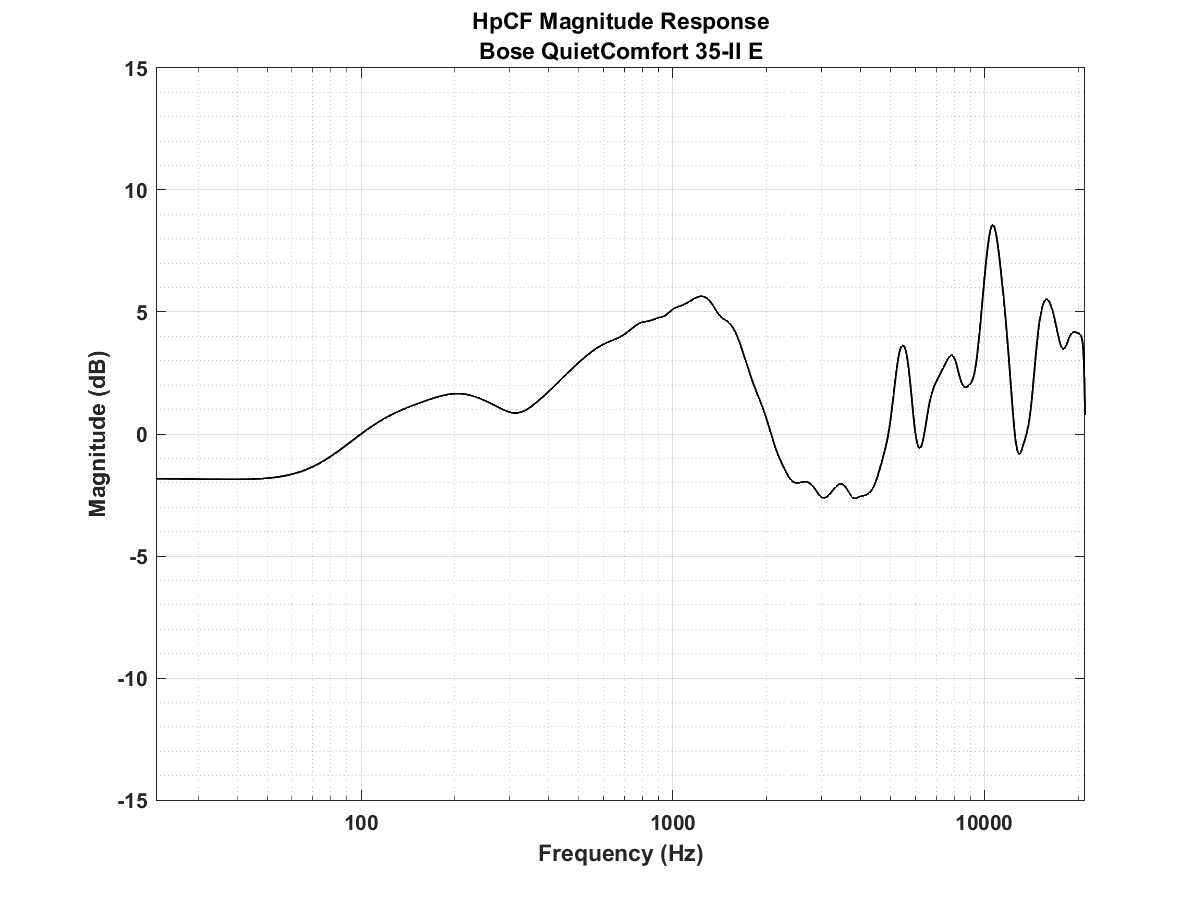 HpCF Magnitude Response
Bose QuietComfort 35-II E
15
10
5
0
-5
-10
-15
Magnitude (dB)
100
1000
10000
Frequency (Hz)